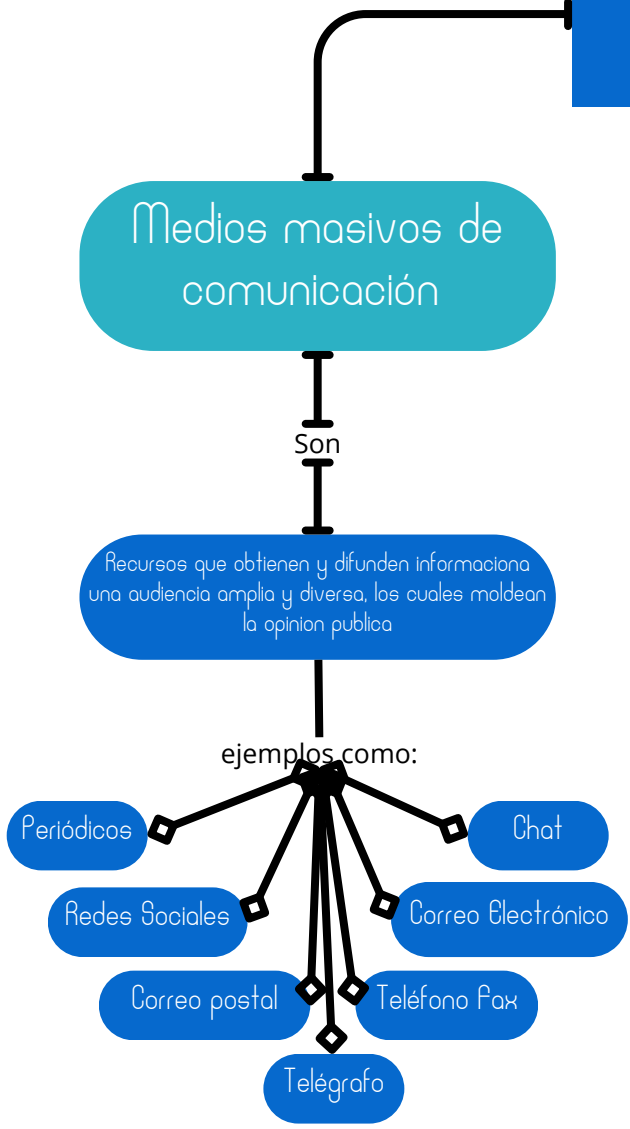 Medios masivos de
comunicación
Son
Recursos que obtienen y difunden informaciona
una audiencia amplia y diversa, los cuales moldean
la opinion publica
ejemplos como:
Periódicos
Chat
Redes Sociales
Correo Electrónico
Correo postal
Teléfono Fax
Telégrafo